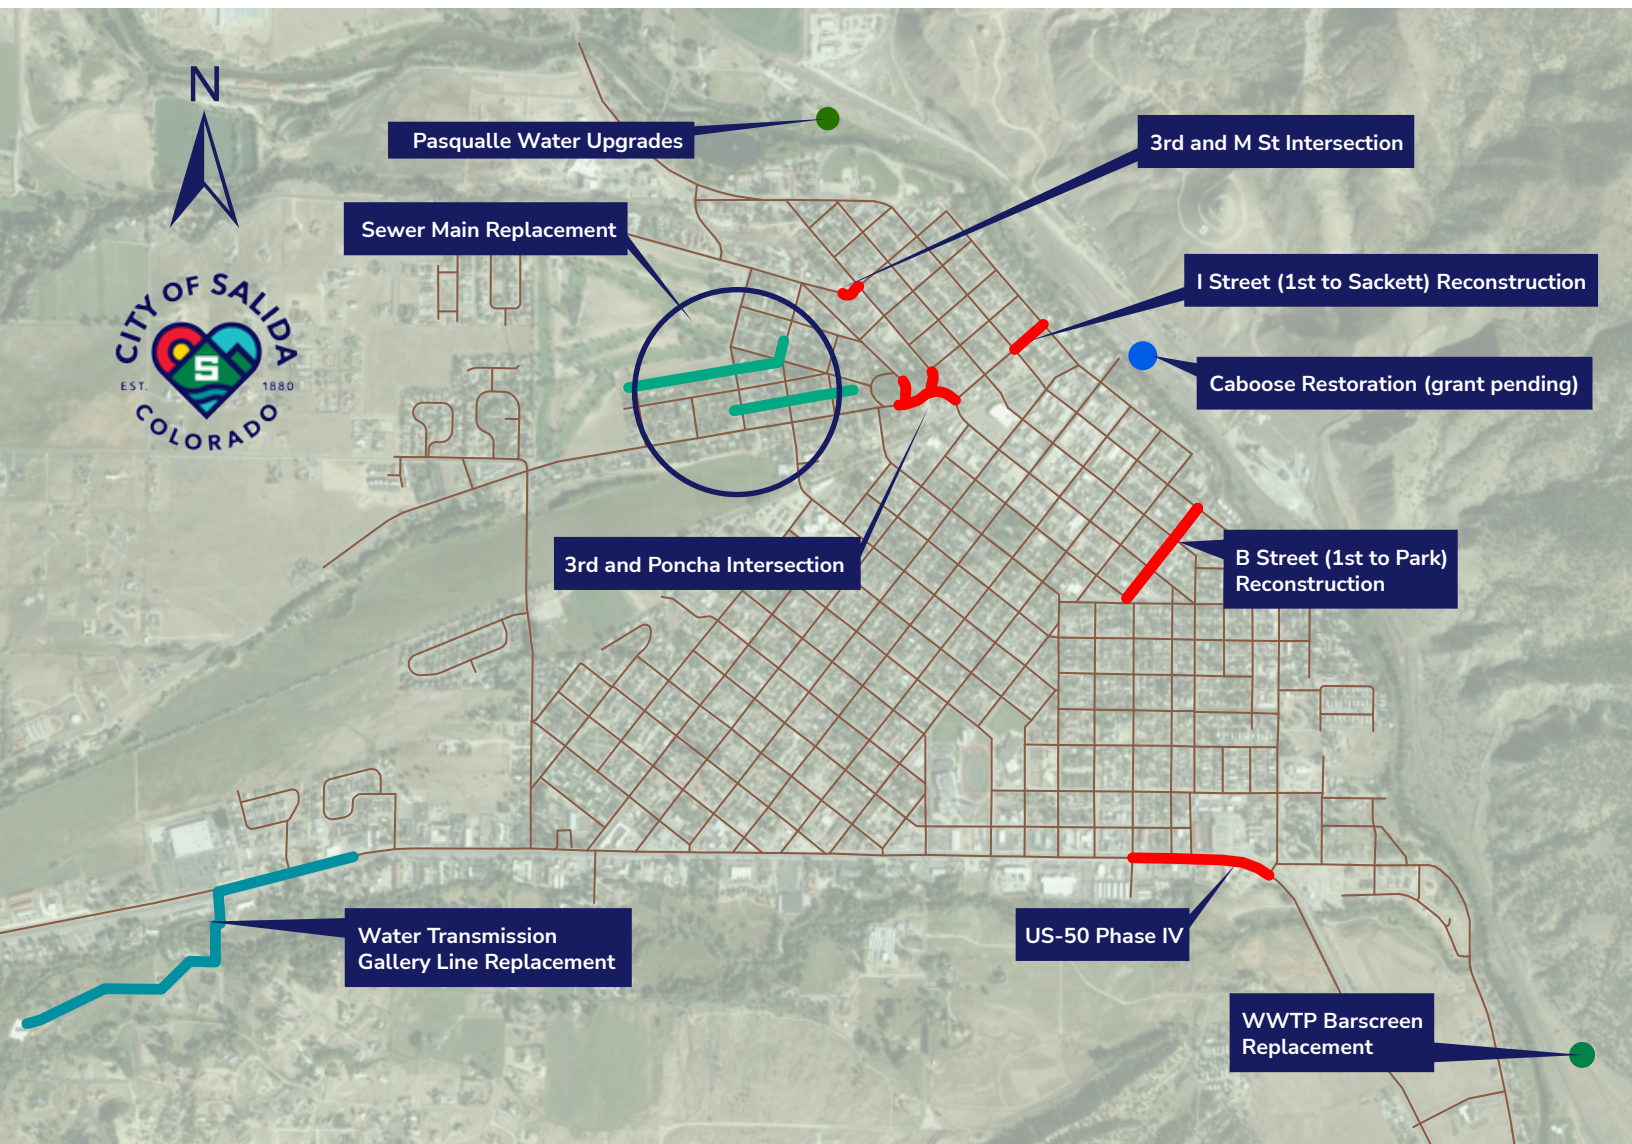 N
Pasqualle Water Upgrades
3rd and M St Intersection
Sewer Main Replacement
I Street (1st to Sackett) Reconstruction
CITY OF SALIDA
S
EST. 1880
COLORADO
Caboose Restoration (grant pending)
3rd and Poncha Intersection
B Street (1st to Park)
Reconstruction
Water Transmission
Gallery Line Replacement
US-50 Phase IV
WWTP Barscreen
Replacement